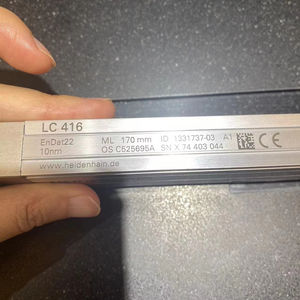 LC 416
EnDat22 ML 170 mm ID 1331737-03 A1
10nm OS C525695A SN X 74 403 044
www.heidenhain.de
CE